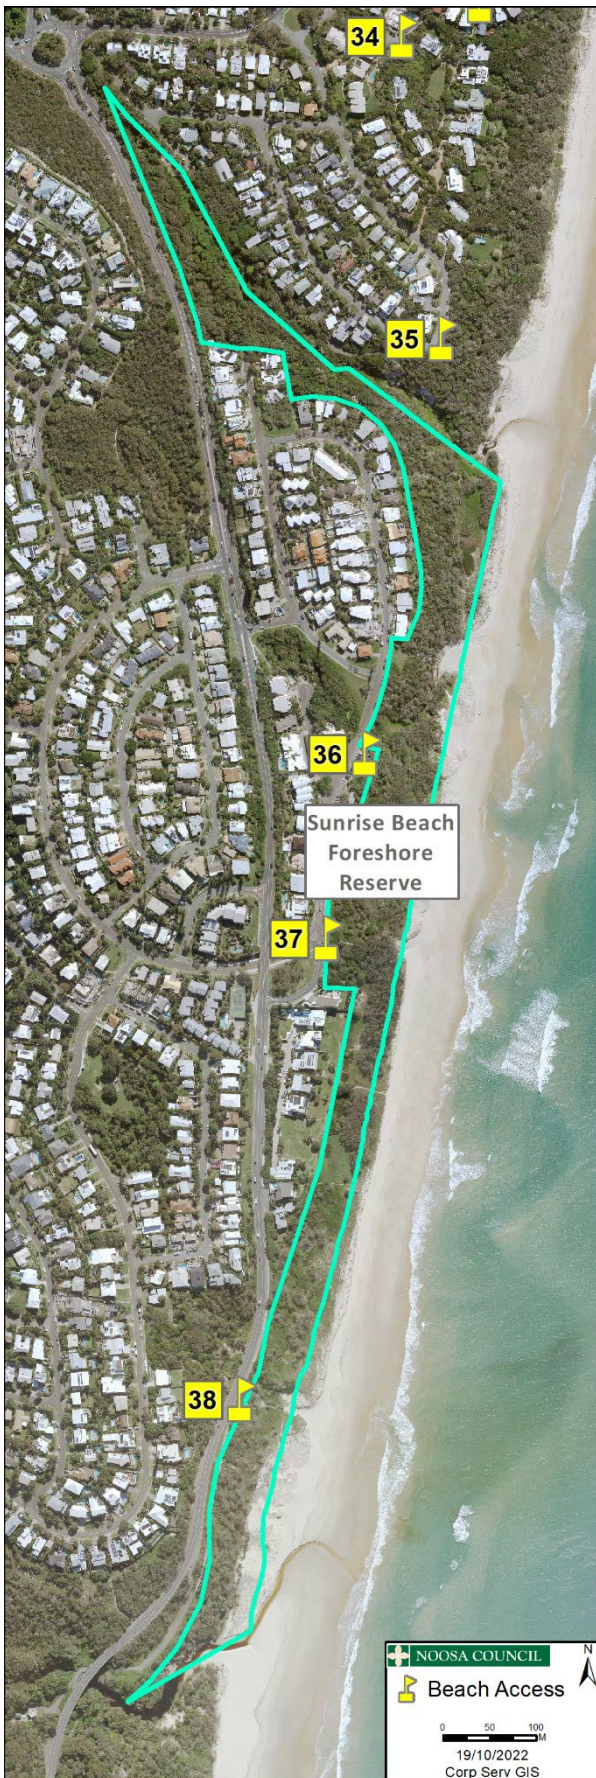 34
35
36
Sunrise Beach
Foreshore
Reserve
37
38
NOOSA COUNCIL
N
Beach Access
0 50 100
M
19/10/2022
Corp Serv GIS